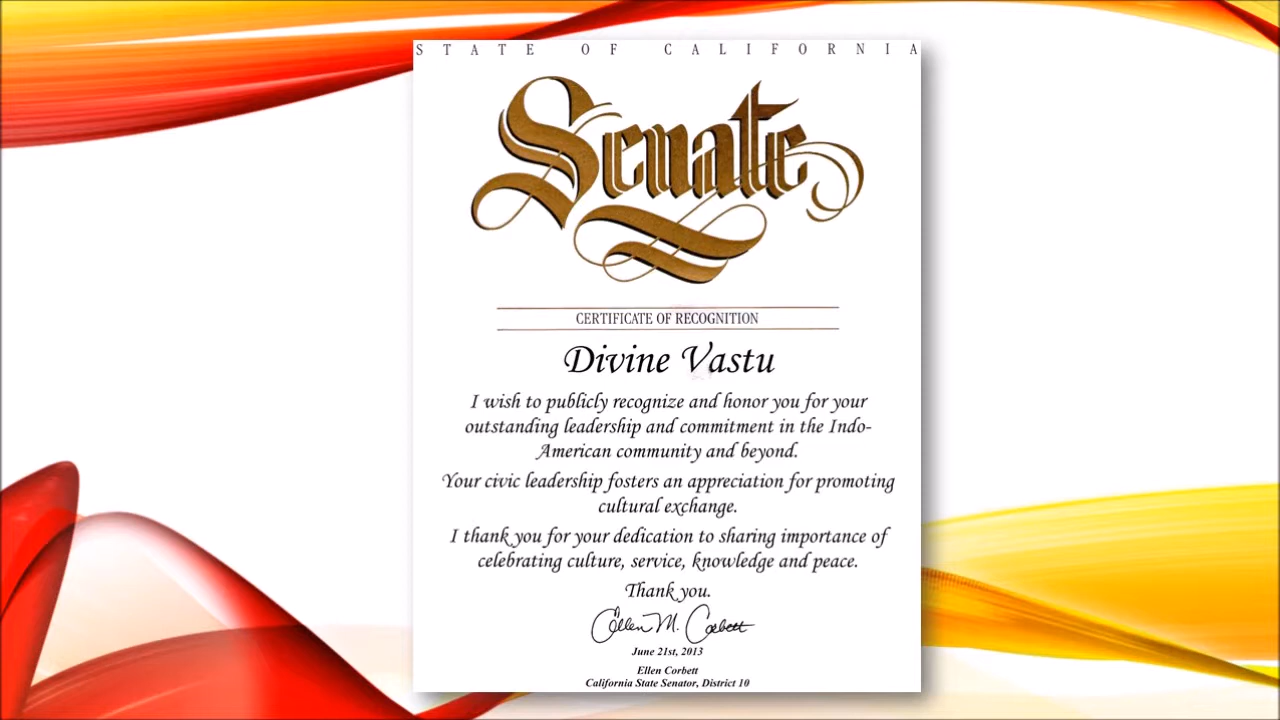 STATE OF CALIFORNIA
Senate
CERTIFICATE OF RECOGNITION
Divine Vastu
I wish to publicly recognize and honor you for your
outstanding leadership and commitment in the Indo-
American community and beyond.
Your civic leadership fosters an appreciation for promoting
cultural exchange.
I thank you for your dedication to sharing importance of
celebrating culture, service, knowledge and peace.
Thank you.
Ellen M. Corbett
June 21st, 2013
Ellen Corbett
California State Senator, District 10